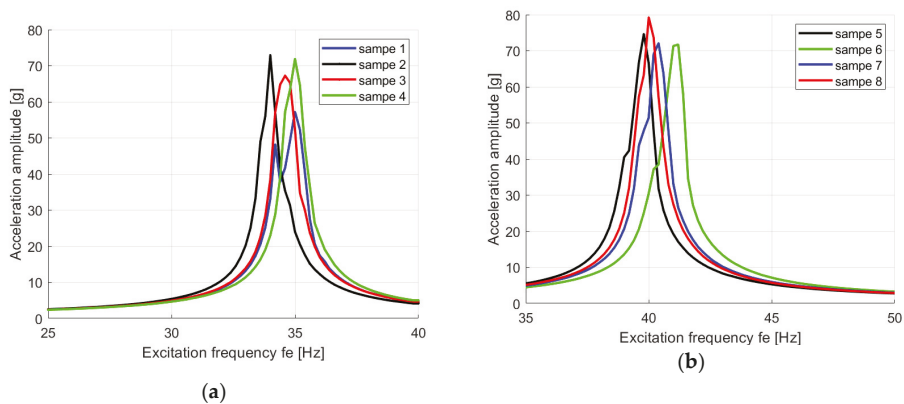 80
70
60
50
40
30
20
10
0
Acceleration amplitude [g]
25
30
35
40
Excitation frequency fe [Hz]
sampe 1
sampe 2
sampe 3
sampe 4
(a)
80
70
60
50
40
30
20
10
0
Acceleration amplitude [g]
35
40
45
50
Excitation frequency fe [Hz]
sampe 5
sampe 6
sampe 7
sampe 8
(b)